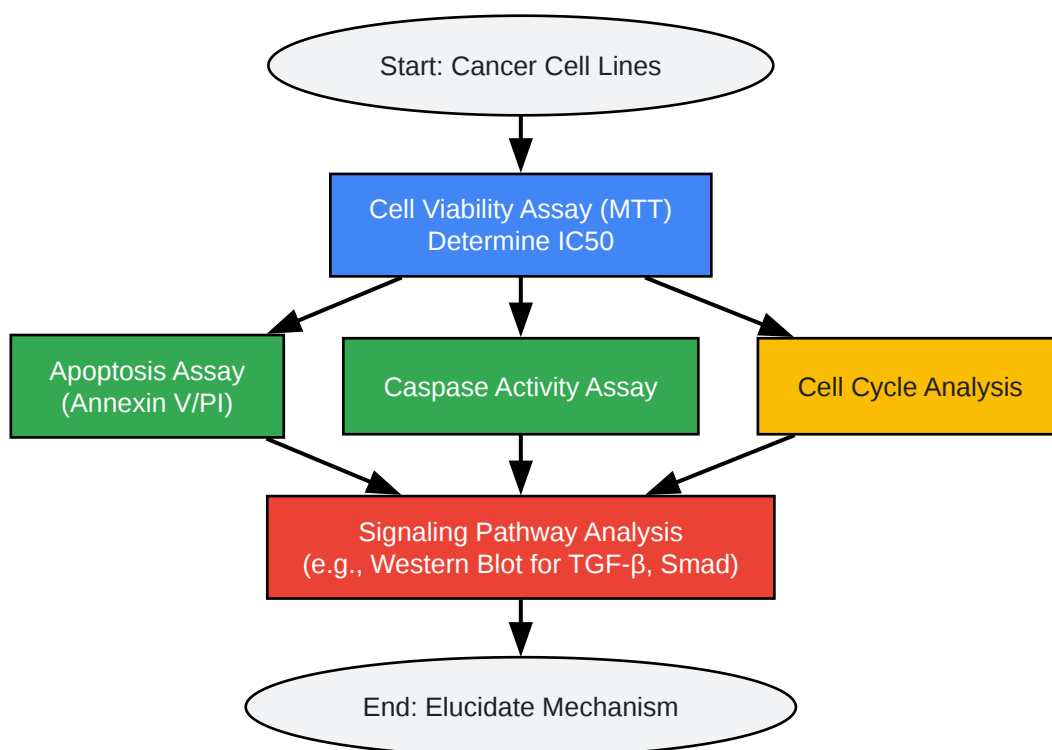 Start: Cancer Cell Lines
Cell Viability Assay (MTT)
Determine IC50
Apoptosis Assay
(Annexin V/PI)
Caspase Activity Assay
Cell Cycle Analysis
Signaling Pathway Analysis
(e.g., Western Blot for TGF-β, Smad)
End: Elucidate Mechanism